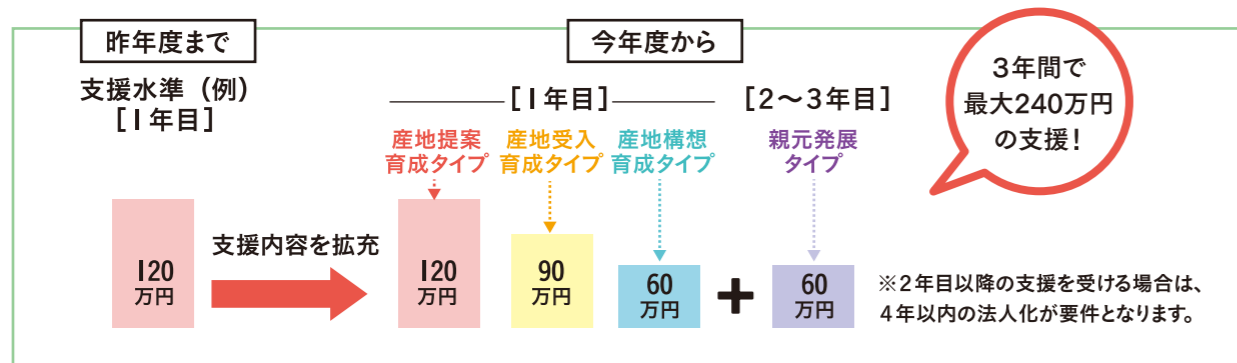 昨年度まで
支援水準（例）
［1年目］
今年度から
［1年目］
［2～3年目］
3年間で
最大240万円
の支援！
産地提案
育成タイプ
産地受入
育成タイプ
産地構想
育成タイプ
親元発展
タイプ
120
万円
支援内容を拡充
120
万円
90
万円
60
万円
＋
60
万円
※2年目以降の支援を受ける場合は、
4年以内の法人化が要件となります。